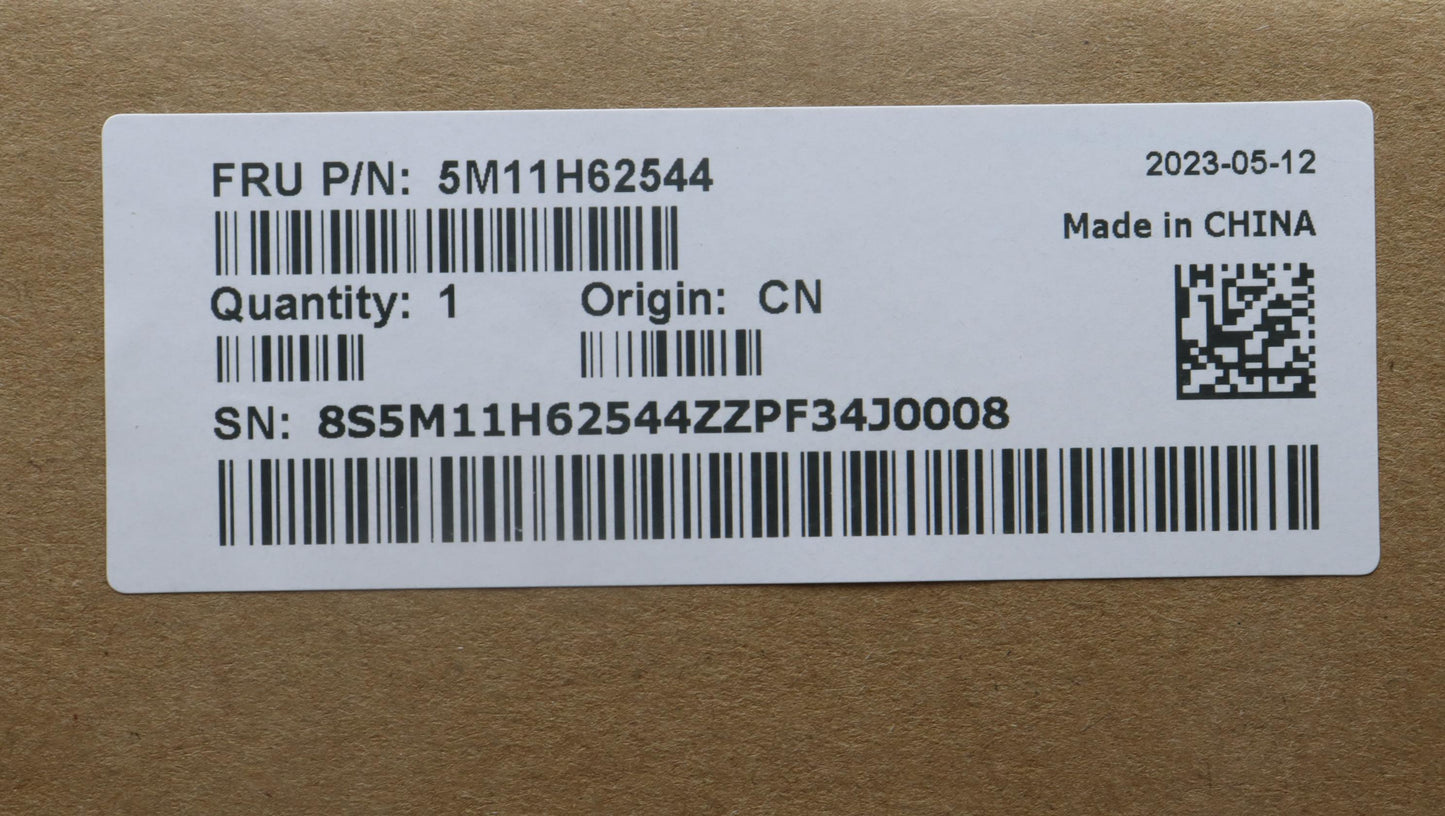 FRU P/N: 5M11H62544
2023-05-12
Made in CHINA
Quantity: 1
Origin: CN
SN: 8S5M11H62544ZZPF34J0008